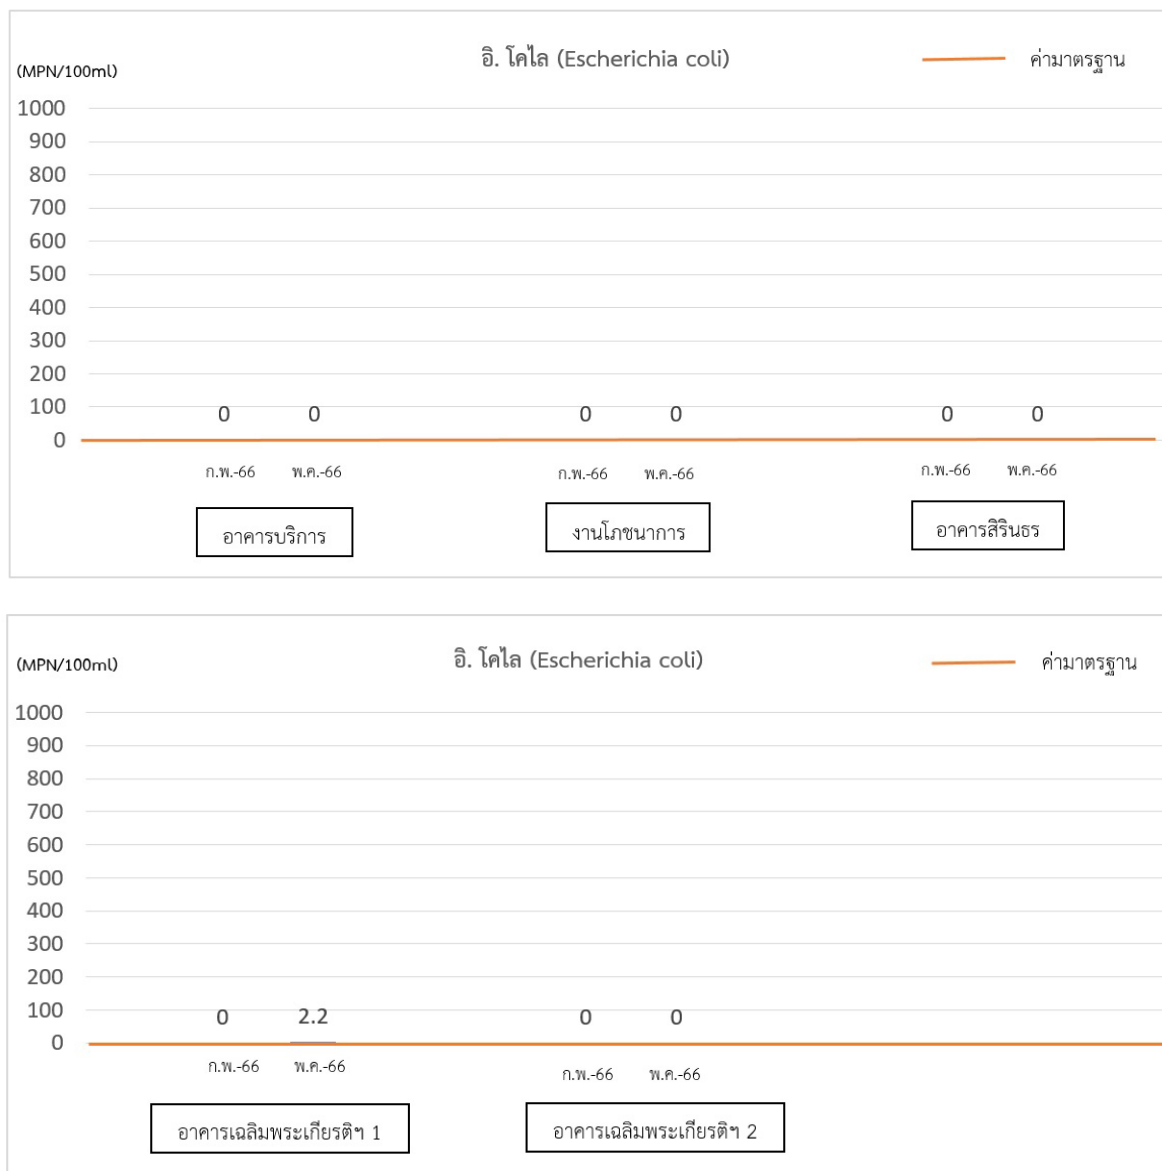 อิ. โคไล (Escherichia coli)
ค่ามาตรฐาน
(MPN/100ml)
1000
900
800
700
600
500
400
300
200
100
0
0 0 0 0 0 0
ก.พ.-66 พ.ค.-66 ก.พ.-66 พ.ค.-66 ก.พ.-66 พ.ค.-66
อาคารบริการ งานโภชนาการ อาคารสิรินธร
อิ. โคไล (Escherichia coli)
ค่ามาตรฐาน
(MPN/100ml)
1000
900
800
700
600
500
400
300
200
100
0
0 2.2 0 0
ก.พ.-66 พ.ค.-66 ก.พ.-66 พ.ค.-66
อาคารเฉลิมพระเกียรติฯ 1 อาคารเฉลิมพระเกียรติฯ 2